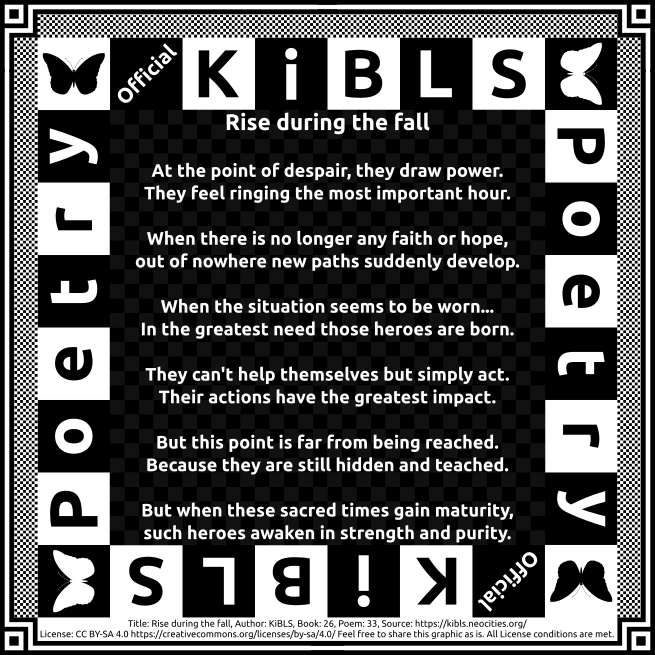 Official KiBLS
Poetry
Poetry
Rise during the fall
At the point of despair, they draw power.
They feel ringing the most important hour.
When there is no longer any faith or hope,
out of nowhere new paths suddenly develop.
When the situation seems to be worn...
In the greatest need those heroes are born.
They can't help themselves but simply act.
Their actions have the greatest impact.
But this point is far from being reached.
Because they are still hidden and teached.
But when these sacred times gain maturity,
such heroes awaken in strength and purity.
Official KiBLS
Title: Rise during the fall, Author: KiBLS, Book: 26, Poem: 33, Source: https://kibls.neocities.org/
License: CC BY-SA 4.0 https://creativecommons.org/licenses/by-sa/4.0/ Feel free to share this graphic as is. All License conditions are met.